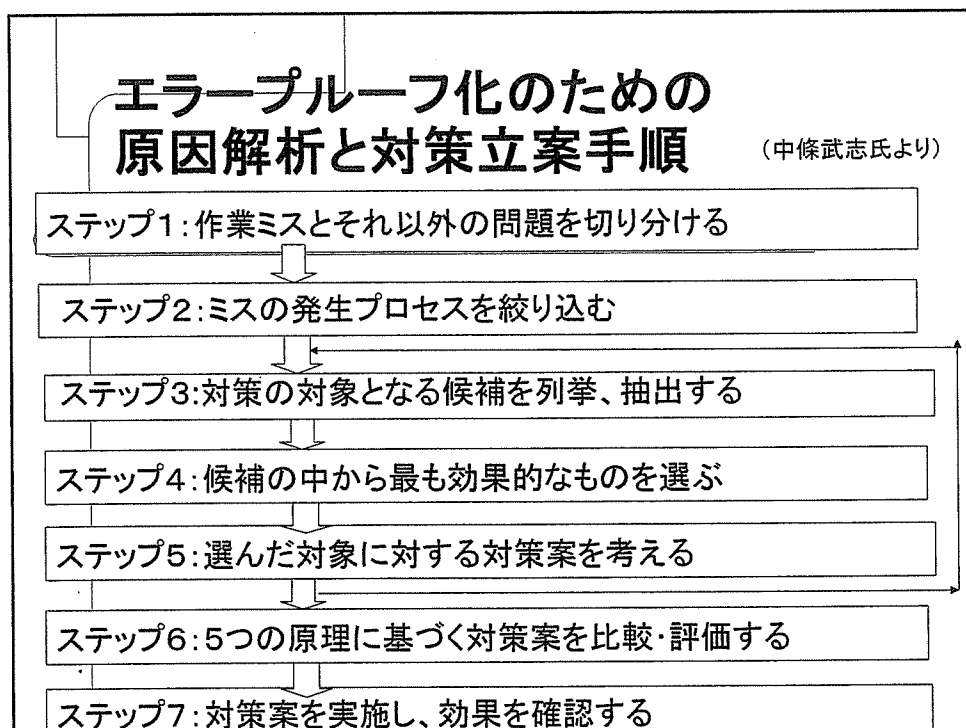 エラープルーフ化のための
原因解析と対策立案手順
(中條武志氏より)
ステップ1:作業ミスとそれ以外の問題を切り分ける
ステップ2:ミスの発生プロセスを絞り込む
ステップ3:対策の対象となる候補を列挙、抽出する
ステップ4:候補の中から最も効果的なものを選ぶ
ステップ5:選んだ対象に対する対策案を考える
ステップ6:5つの原理に基づく対策案を比較・評価する
ステップ7:対策案を実施し、効果を確認する